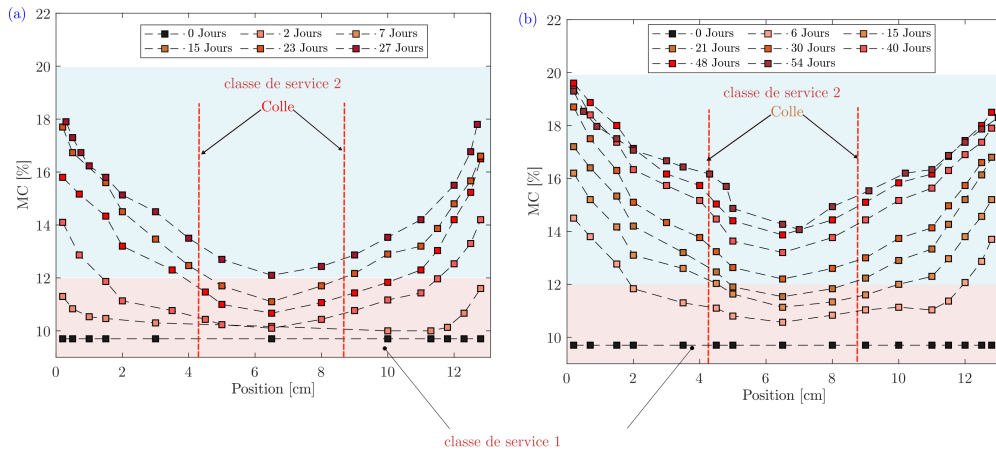 (a)
0 Jours 2 Jours 7 Jours
15 Jours 23 Jours 27 Jours
classe de service 2
Colle
MC [%]
22
20
18
16
14
12
10
0 2 4 6 8 10 12
Position [cm]
(b)
0 Jours 6 Jours 15 Jours
21 Jours 30 Jours 40 Jours
48 Jours 54 Jours
classe de service 2
Colle
MC [%]
22
20
18
16
14
12
10
0 2 4 6 8 10 12
Position [cm]
classe de service 1